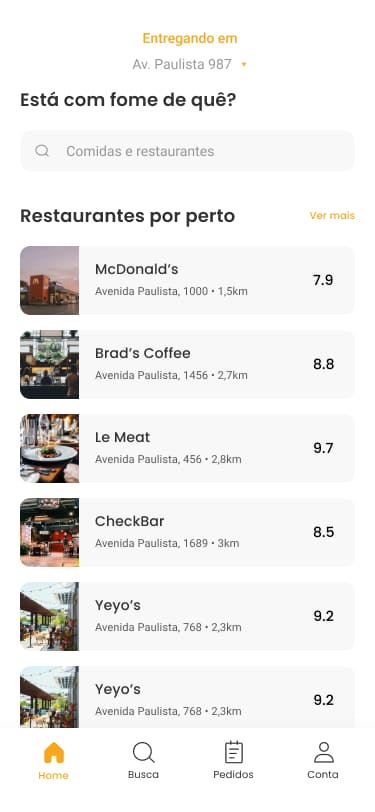 Entregando em
Av. Paulista 987
Está com fome de quê?
Comidas e restaurantes
Restaurantes por perto
Ver mais
McDonald's
Avenida Paulista, 1000 • 1,5km
7.9
Brad's Coffee
Avenida Paulista, 1456 • 2,7km
8.8
Le Meat
Avenida Paulista, 456 • 2,8km
9.7
CheckBar
Avenida Paulista, 1689 • 3km
8.5
Yeyo's
Avenida Paulista, 768 • 2,3km
9.2
Yeyo's
Avenida Paulista, 768 • 2,3km
9.2
Home
Busca
Pedidos
Conta